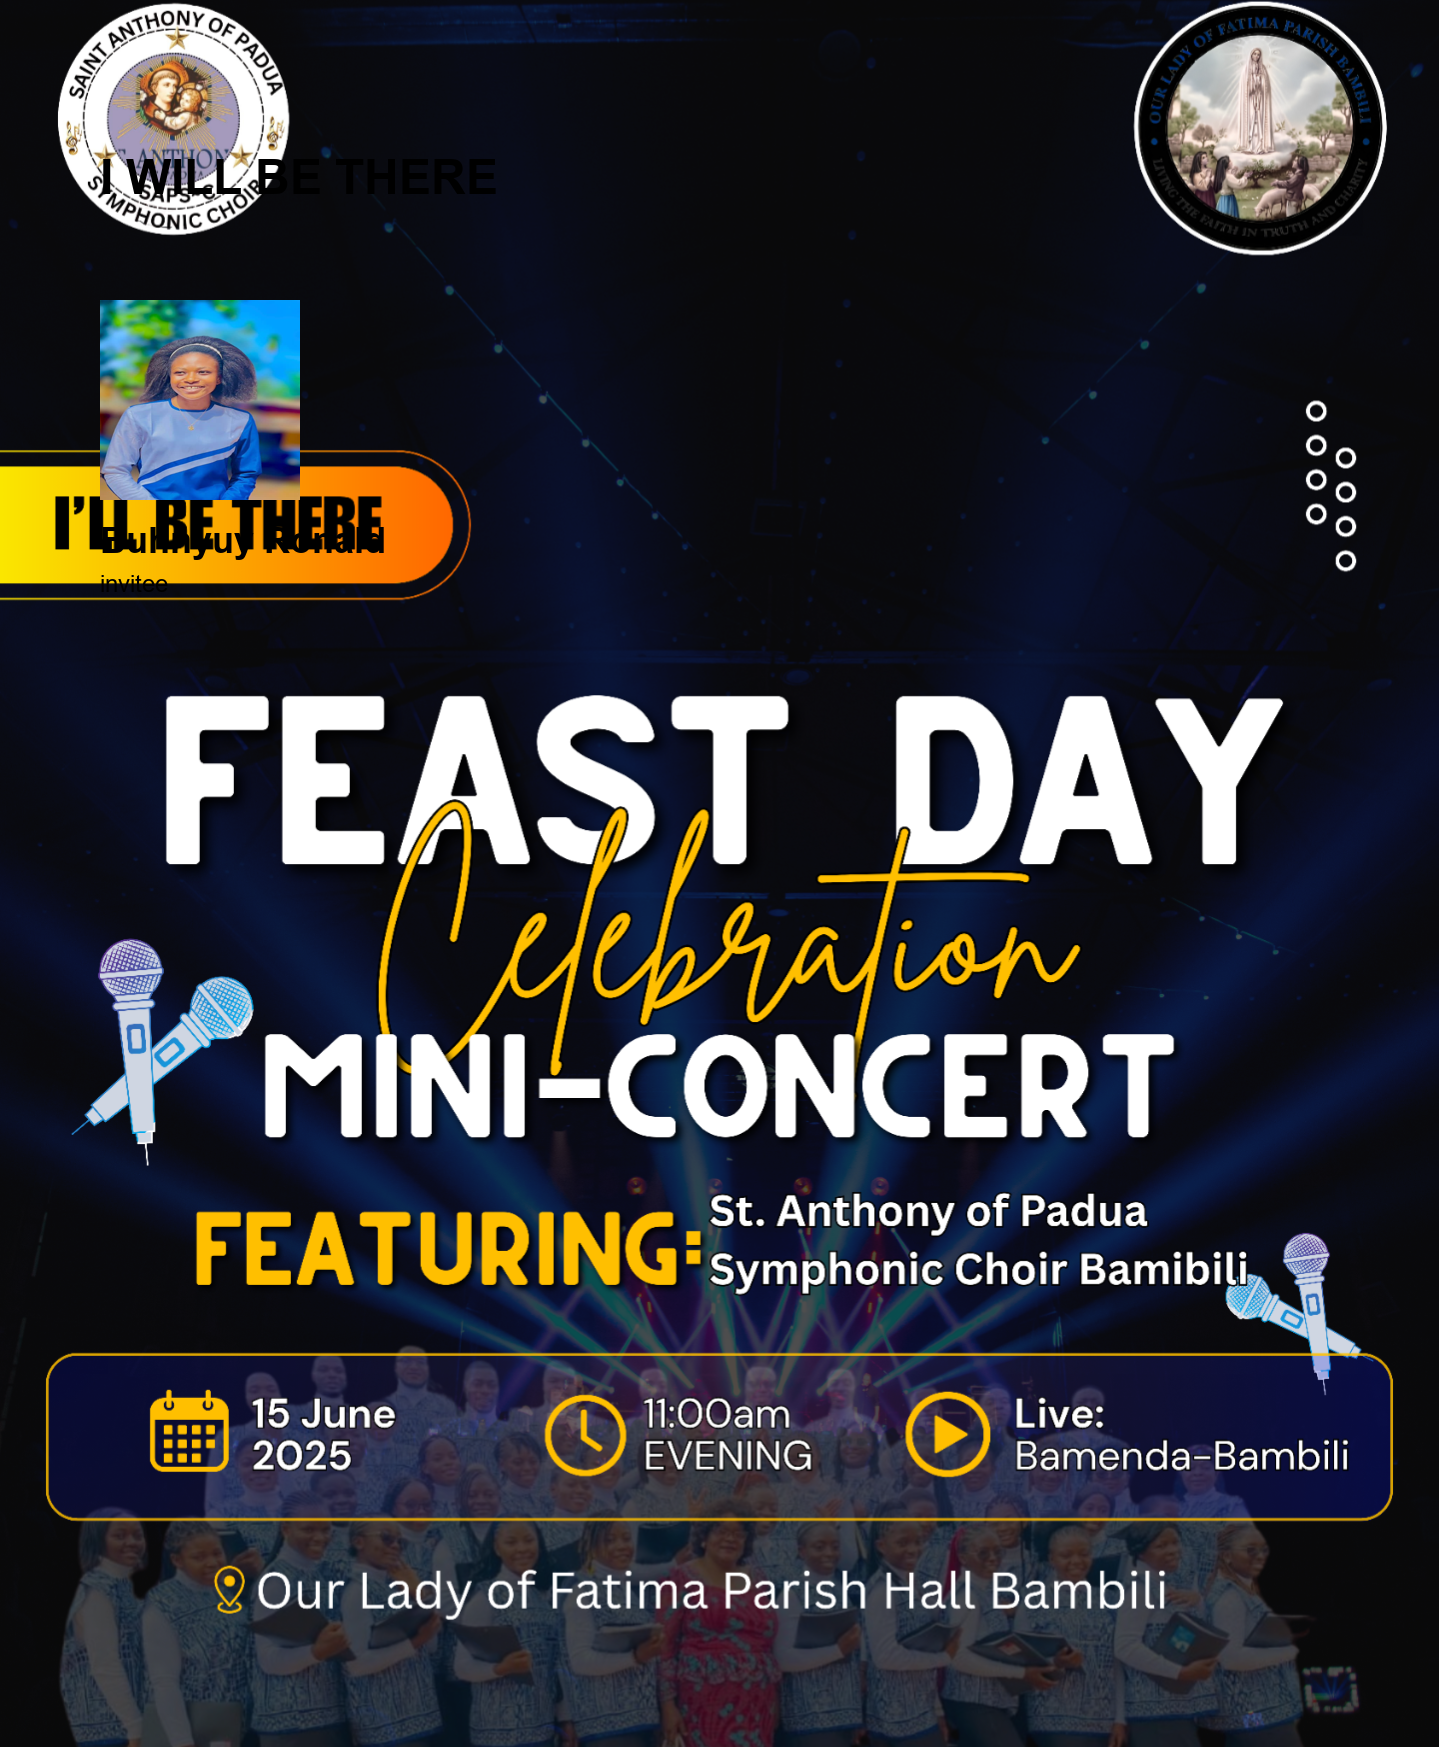 SAINT ANTHONY OF PADUA
SAPS-C
SYMPHONIC CHOIR
OUR LADY OF FATIMA PARISH BAMBILI
LIVING THE FAITH IN TRUTH AND CHARITY
I WILL BE THERE
I'LL BE THERE
Ronald
invitee
FEAST DAY
Celebration
MINI-CONCERT
FEATURING:
St. Anthony of Padua
Symphonic Choir Bamibili
15 June
2025
11:00am
EVENING
Live:
Bamenda-Bambili
Our Lady of Fatima Parish Hall Bambili